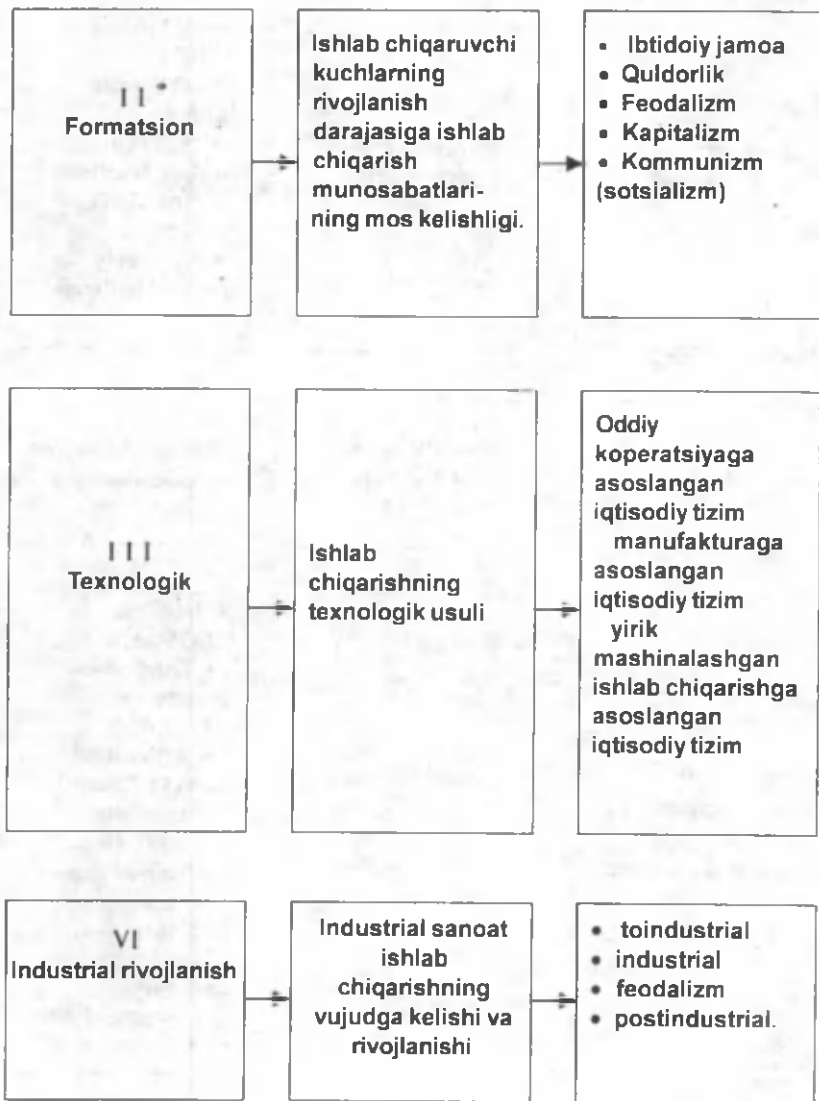 I I
Formatsion
Ishlab chiqaruvchi
kuchlarning
rivojlanish
darajasiga ishlab
chiqarish
munosabatlari-
ning mos kelishligi.
• Ibtidoiy jamoa
• Quldorlik
• Feodalizm
• Kapitalizm
• Kommunizm
(sotsializm)
I I I
Texnologik
Ishlab
chiqarishning
texnologik usuli
Oddiy
koperatsiyaga
asoslangan
iqtisodiy tizim
manufakturaga
asoslangan
iqtisodiy tizim
yirik
mashinalashgan
ishlab chiqarishga
asoslangan
iqtisodiy tizim
VI
Industrial rivojlanish
Industrial sanoat
ishlab
chiqarishning
vujudga kelishi va
rivojlanishi
• toindustrial
• industrial
• feodalizm
• postindustrial.